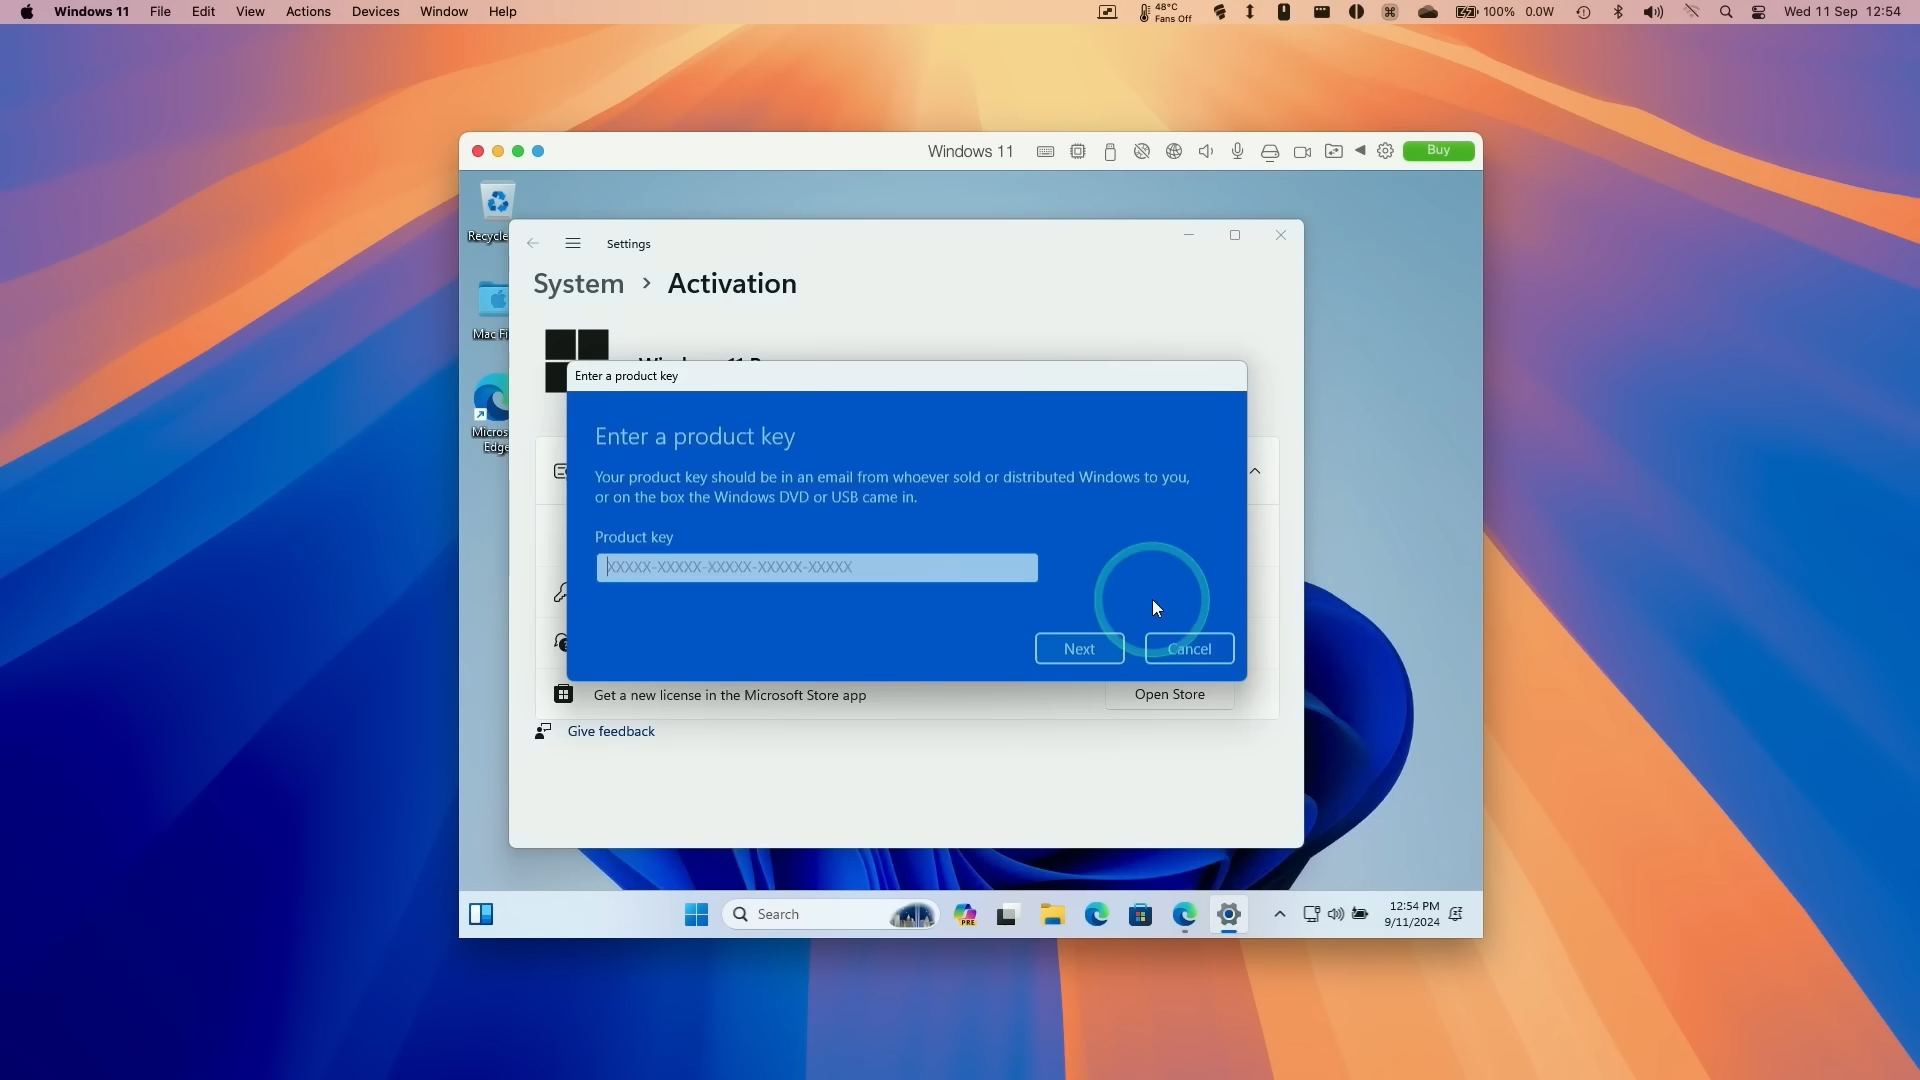 Windows 11 File Edit View Actions Devices Window Help
48°C
Fans Off
100% 0.0W
Wed 11 Sep 12:54
Windows 11
Buy
Recycle
Mac Fi
Micros
Edge
Settings
System > Activation
Enter a product key
Enter a product key
Your product key should be in an email from whoever sold or distributed Windows to you,
or on the box the Windows DVD or USB came in.
Product key
XXXXX-XXXXX-XXXXX-XXXXX-XXXXX
Next Cancel
Get a new license in the Microsoft Store app
Open Store
Give feedback
Search
PRE
12:54 PM
9/11/2024